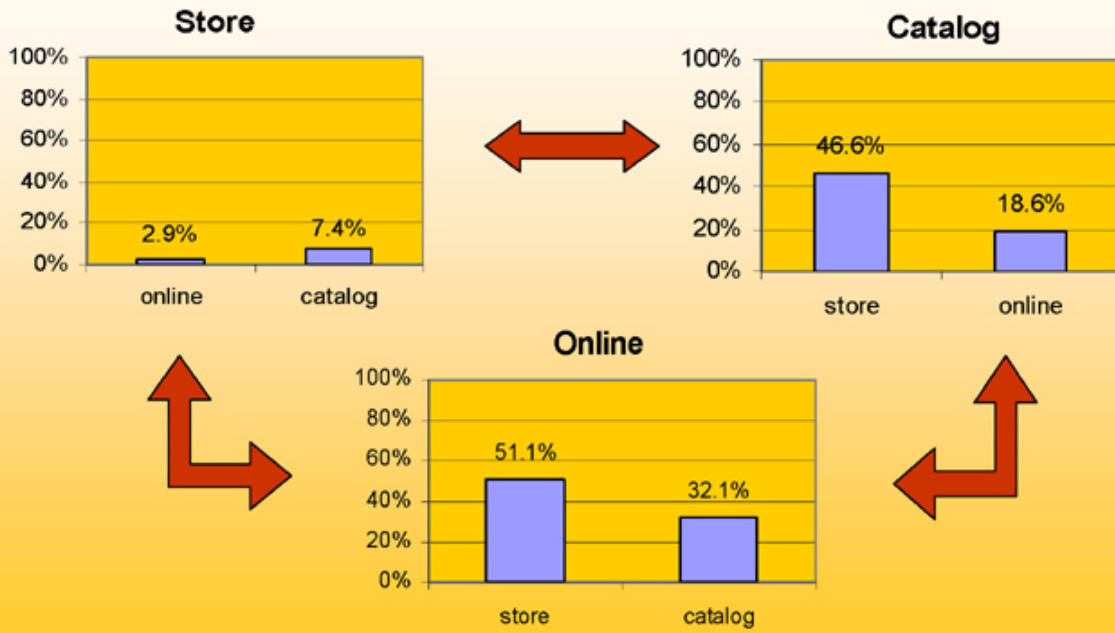 Store
100%
80%
60%
40%
20%
0%
2.9%
7.4%
online
catalog
Catalog
100%
80%
60%
40%
20%
0%
46.6%
18.6%
store
online
Online
100%
80%
60%
40%
20%
0%
51.1%
32.1%
store
catalog